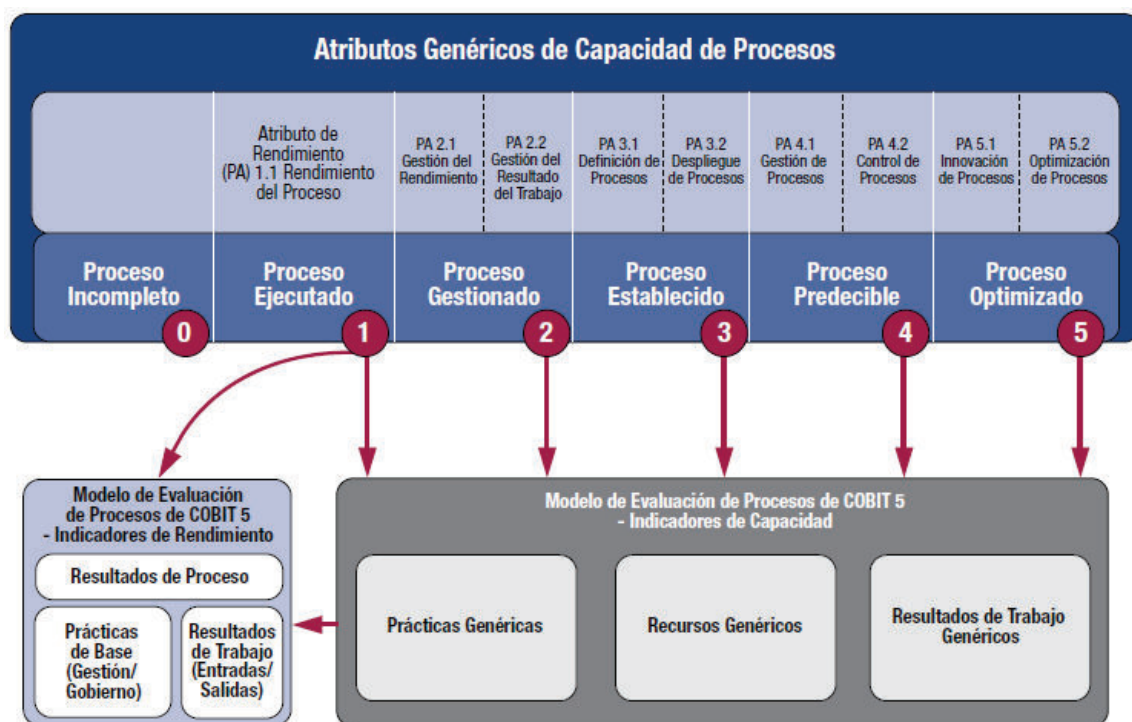 Atributos Genéricos de Capacidad de Procesos
Atributo de
Rendimiento
(PA) 1.1 Rendimiento
del Proceso
PA 2.1
Gestión del
Rendimiento
PA 2.2
Gestión del
Resultado
del Trabajo
PA 3.1
Definición de
Procesos
PA 3.2
Despliegue
de Procesos
PA 4.1
Gestión de
Procesos
PA 4.2
Control de
Procesos
PA 5.1
Innovación
de Procesos
PA 5.2
Optimización
de Procesos
Proceso
Incompleto
0
Proceso
Ejecutado
1
Proceso
Gestionado
2
Proceso
Establecido
3
Proceso
Predecible
4
Proceso
Optimizado
5
Modelo de Evaluación
de Procesos de COBIT 5
- Indicadores de Rendimiento
Resultados de Proceso
Prácticas
de Base
(Gestión/
Gobierno)
Resultados
de Trabajo
(Entradas/
Salidas)
Modelo de Evaluación de Procesos de COBIT 5
- Indicadores de Capacidad
Prácticas Genéricas
Recursos Genéricos
Resultados de Trabajo
Genéricos